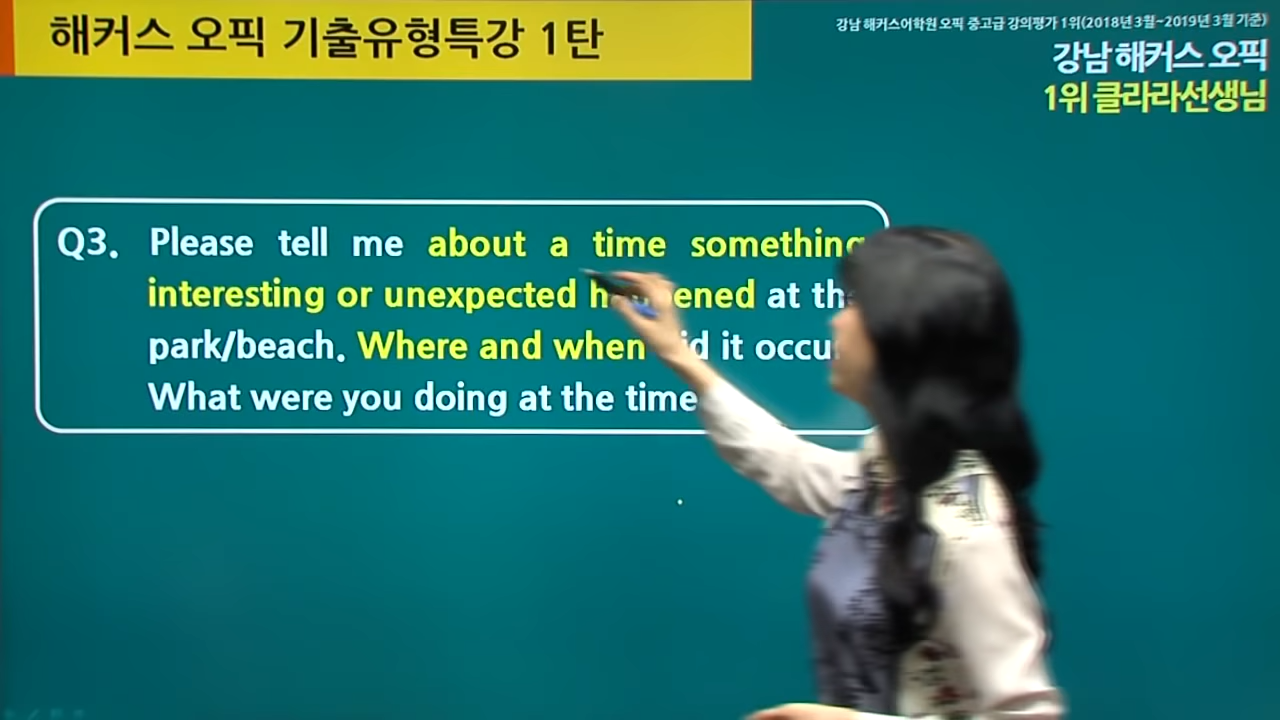 해커스 오픽 기출유형특강 1탄
강남 해커스어학원 오픽 중고급 강의평가 1위(2018년 3월~2019년 3월 기준)
강남 해커스 오픽
1위 클라라선생님
Q3. Please tell me about a time something
interesting or unexpected at
park/beach. Where and when it
What were you doing at the time